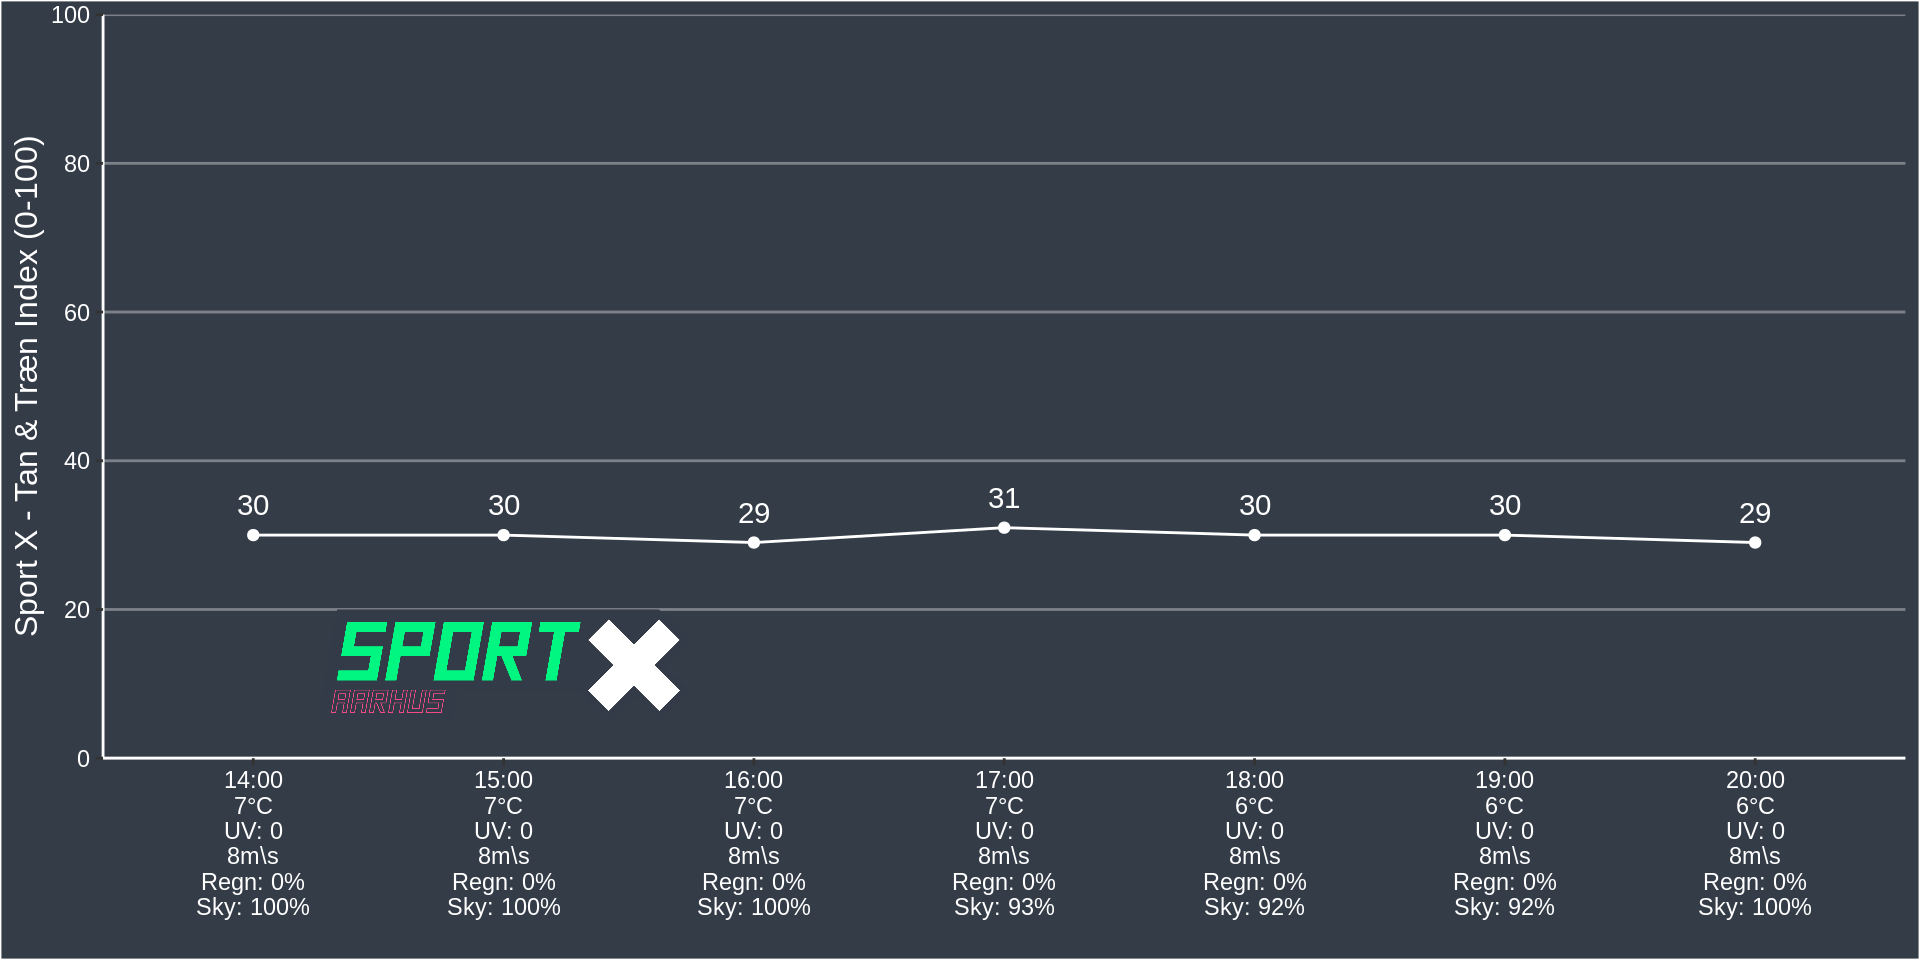 Sport X - Tan & Træn Index (0-100)
100
80
60
40
20
0
30 30 29 31 30 30 29
SPORT X
AARHUS
14:00 15:00 16:00 17:00 18:00 19:00 20:00
7°C 7°C 7°C 7°C 6°C 6°C 6°C
UV: 0 UV: 0 UV: 0 UV: 0 UV: 0 UV: 0 UV: 0
8m\s 8m\s 8m\s 8m\s 8m\s 8m\s 8m\s
Regn: 0% Regn: 0% Regn: 0% Regn: 0% Regn: 0% Regn: 0% Regn: 0%
Sky: 100% Sky: 100% Sky: 100% Sky: 93% Sky: 92% Sky: 92% Sky: 100%